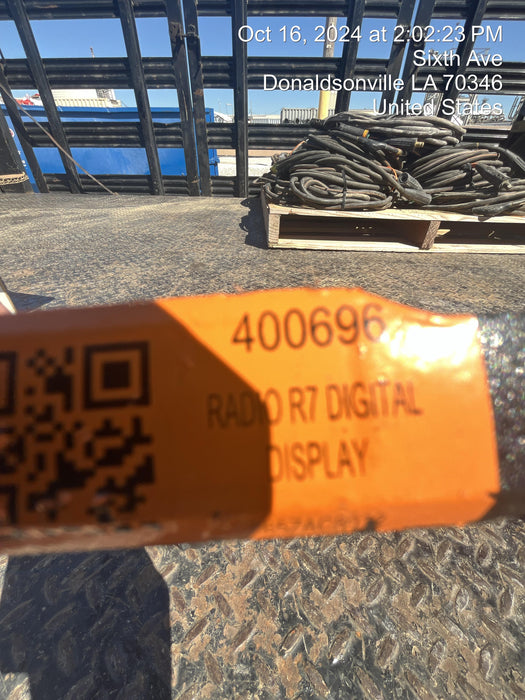 Oct 16, 2024 at 2:02:23 PM
Sixth Ave
Donaldsonville LA 70346
United States
400696
RADIO R7 DIGITAL
DISPLAY